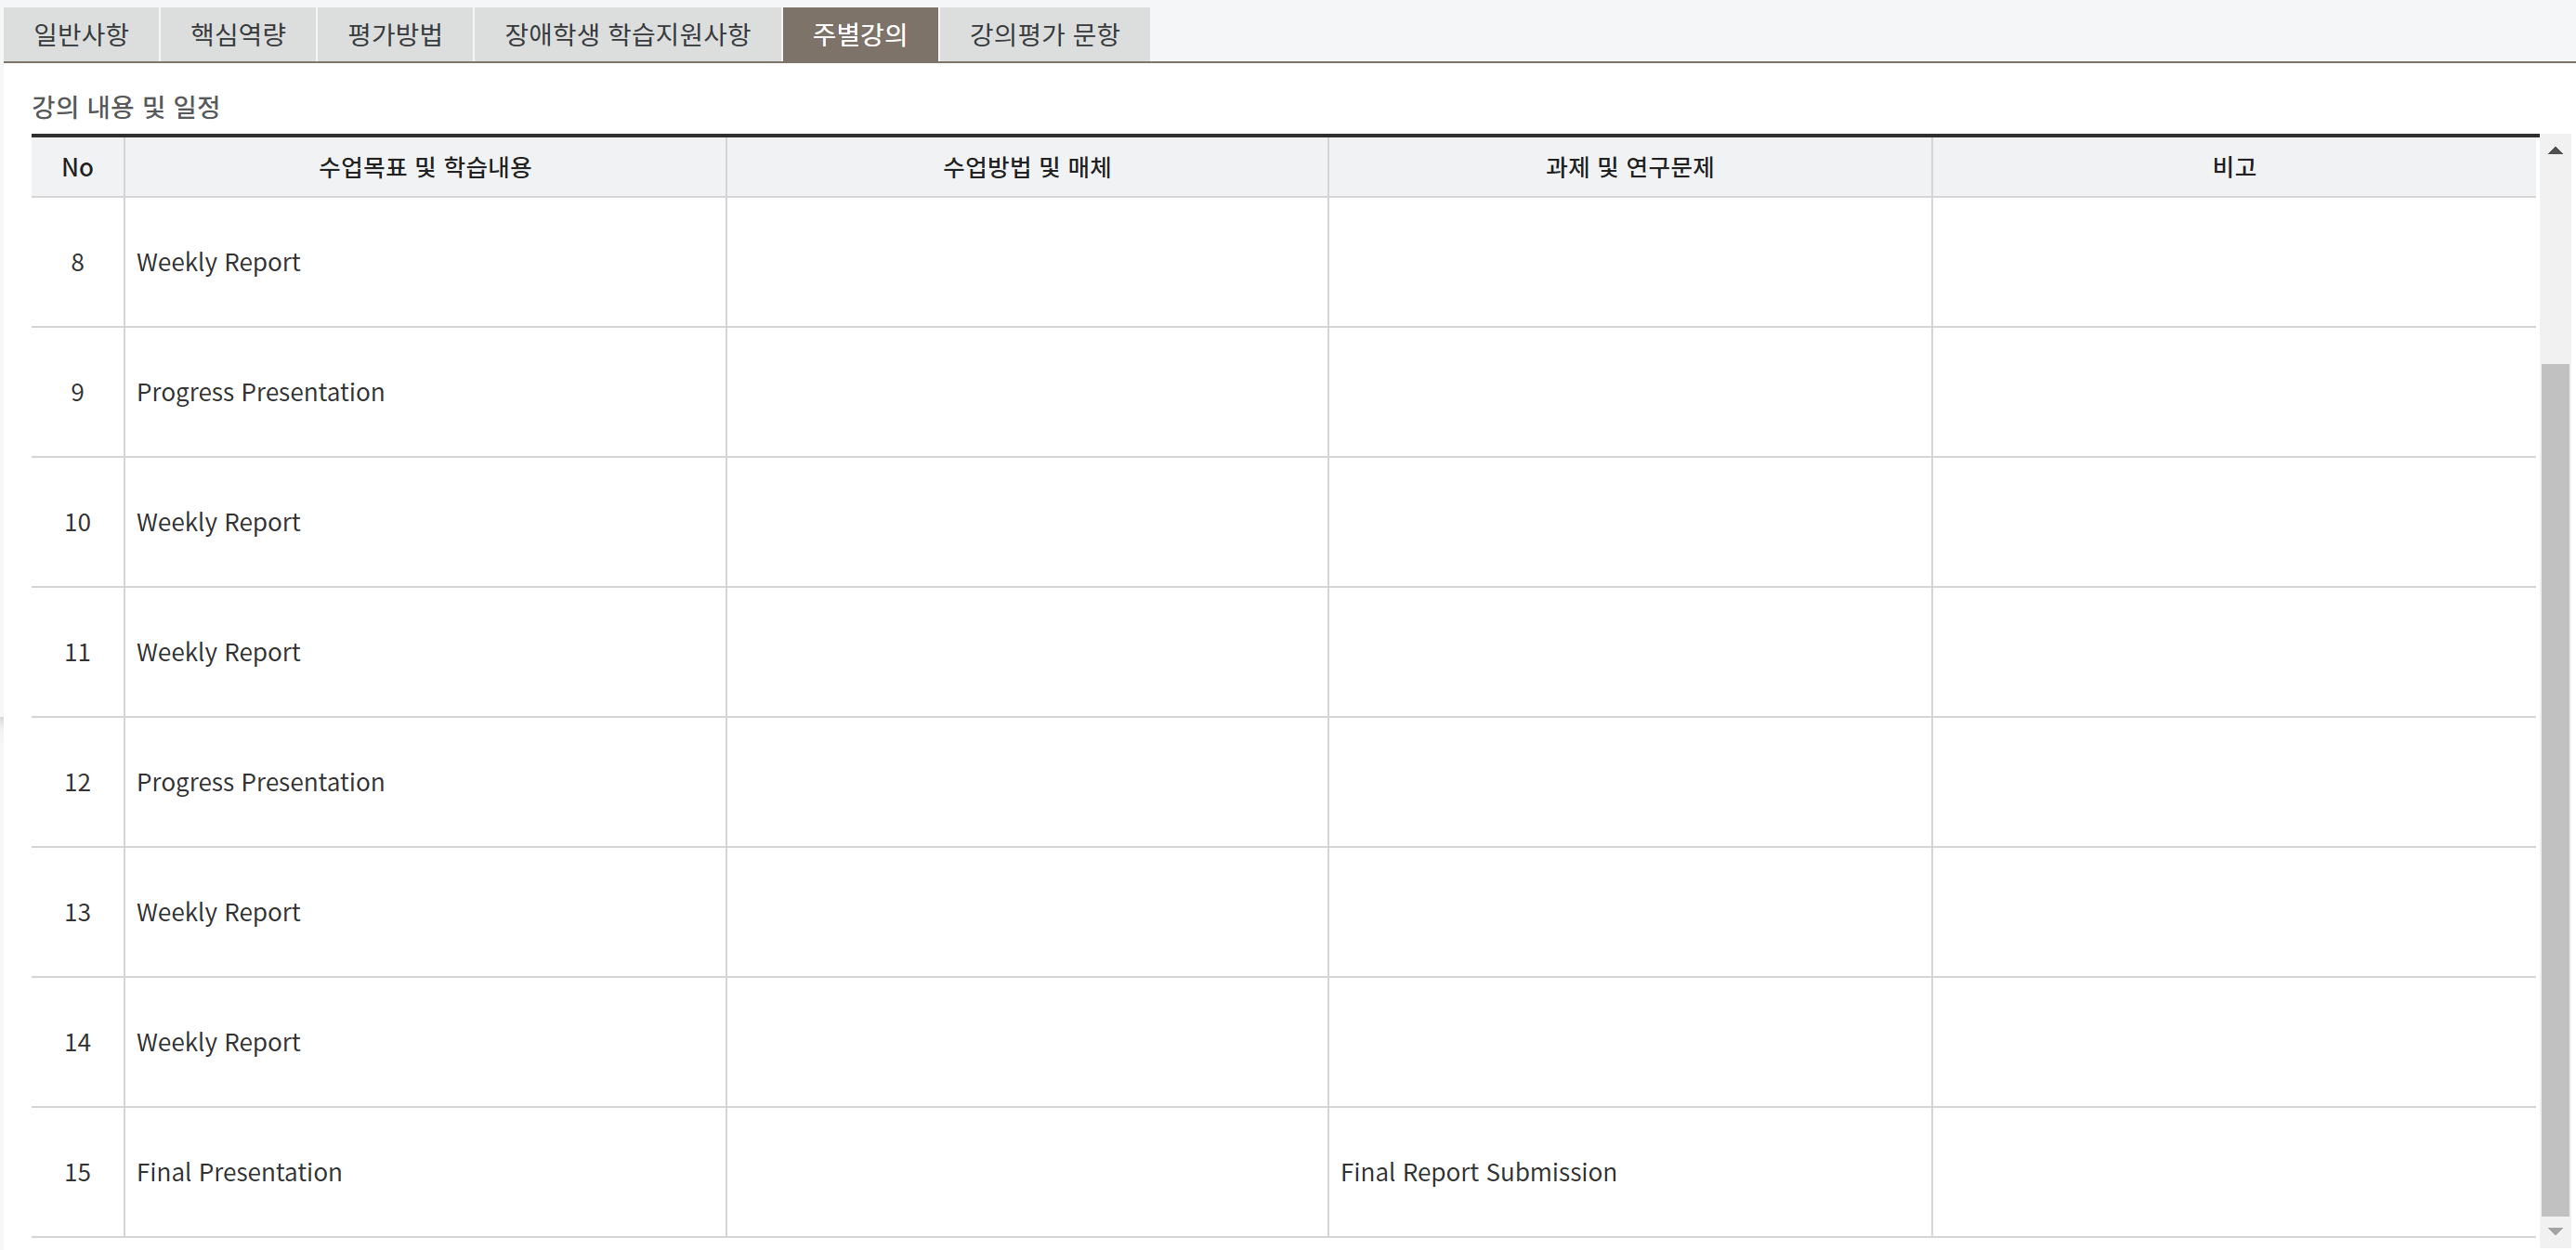 일반사항 핵심역량 평가방법 장애학생 학습지원사항 주별강의 강의평가 문항
강의 내용 및 일정
No 수업목표 및 학습내용 수업방법 및 매체 과제 및 연구문제 비고
8 Weekly Report
9 Progress Presentation
10 Weekly Report
11 Weekly Report
12 Progress Presentation
13 Weekly Report
14 Weekly Report
15 Final Presentation Final Report Submission